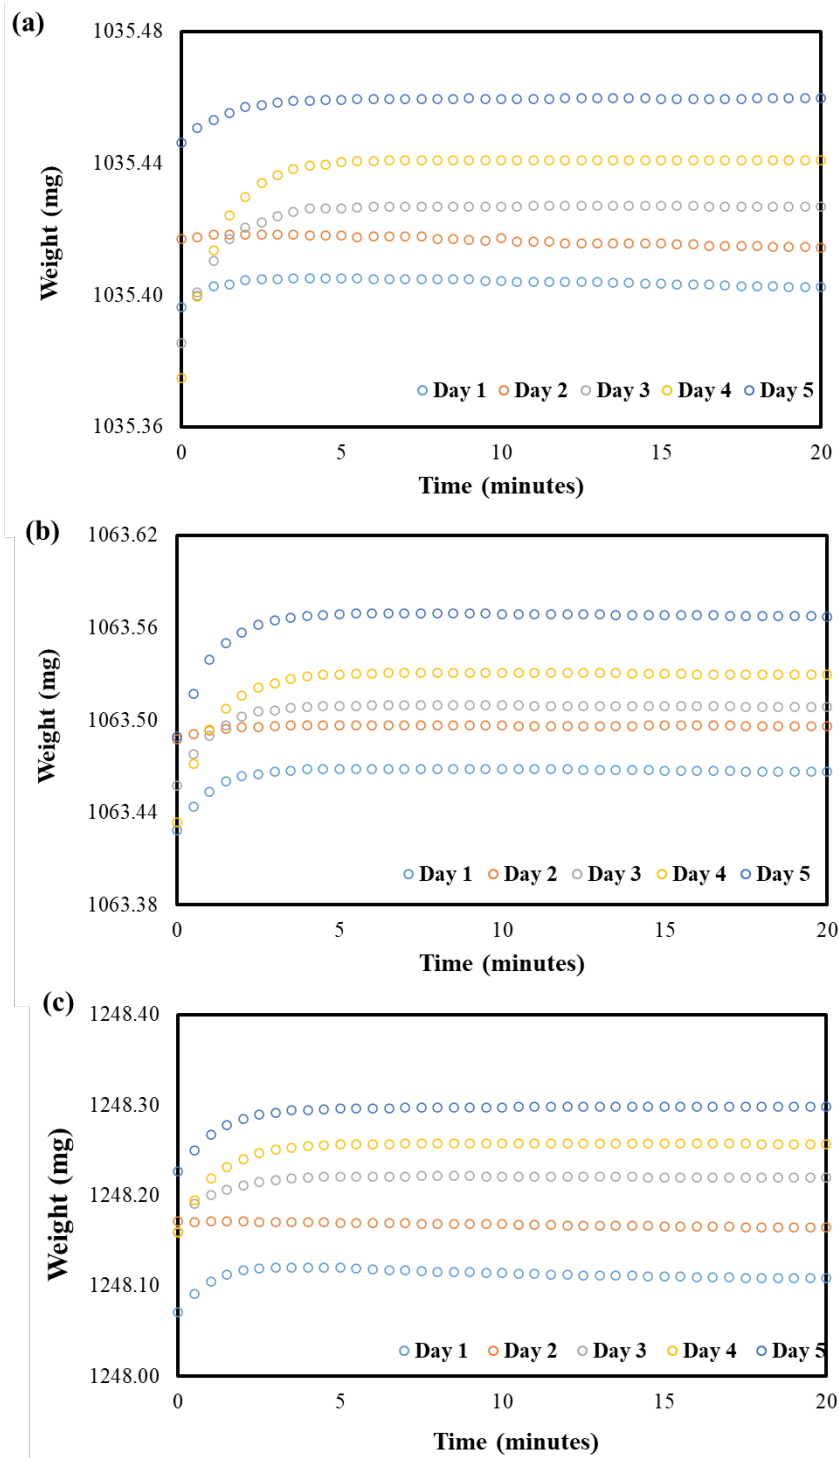 (a)
1035.48
1035.44
1035.40
1035.36
Weight (mg)
Day 1 Day 2 Day 3 Day 4 Day 5
0 5 10 15 20
Time (minutes)
(b)
1063.62
1063.56
1063.50
1063.44
1063.38
Weight (mg)
Day 1 Day 2 Day 3 Day 4 Day 5
0 5 10 15 20
Time (minutes)
(c)
1248.40
1248.30
1248.20
1248.10
1248.00
Weight (mg)
Day 1 Day 2 Day 3 Day 4 Day 5
0 5 10 15 20
Time (minutes)